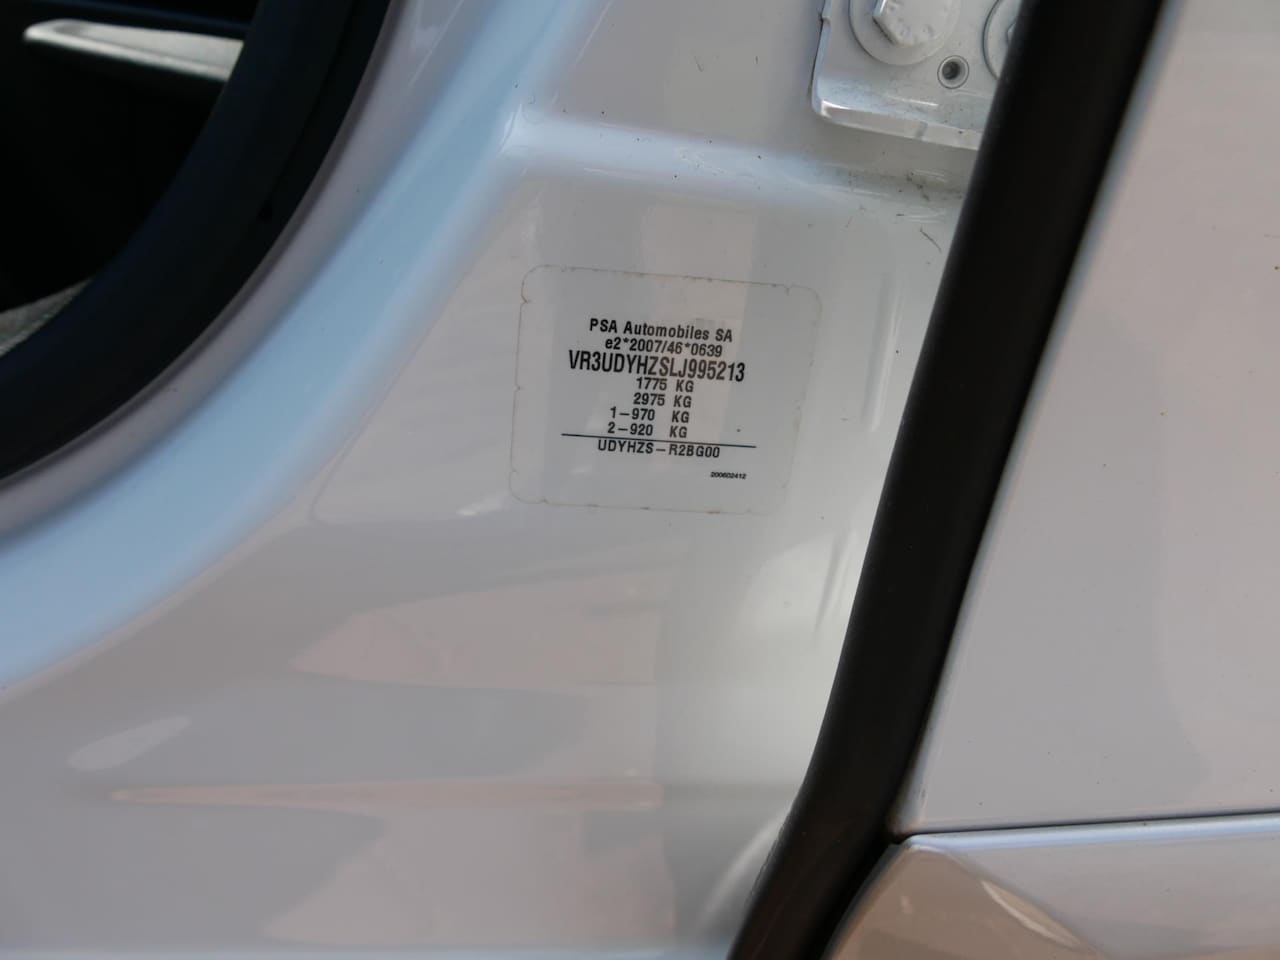 PSA Automobiles SA
e2*2007/46*0639
VR3UDYHZSLJ995213
1775 KG
2975 KG
1-970 KG
2-920 KG
UDYHZS-R2BG00
200602412